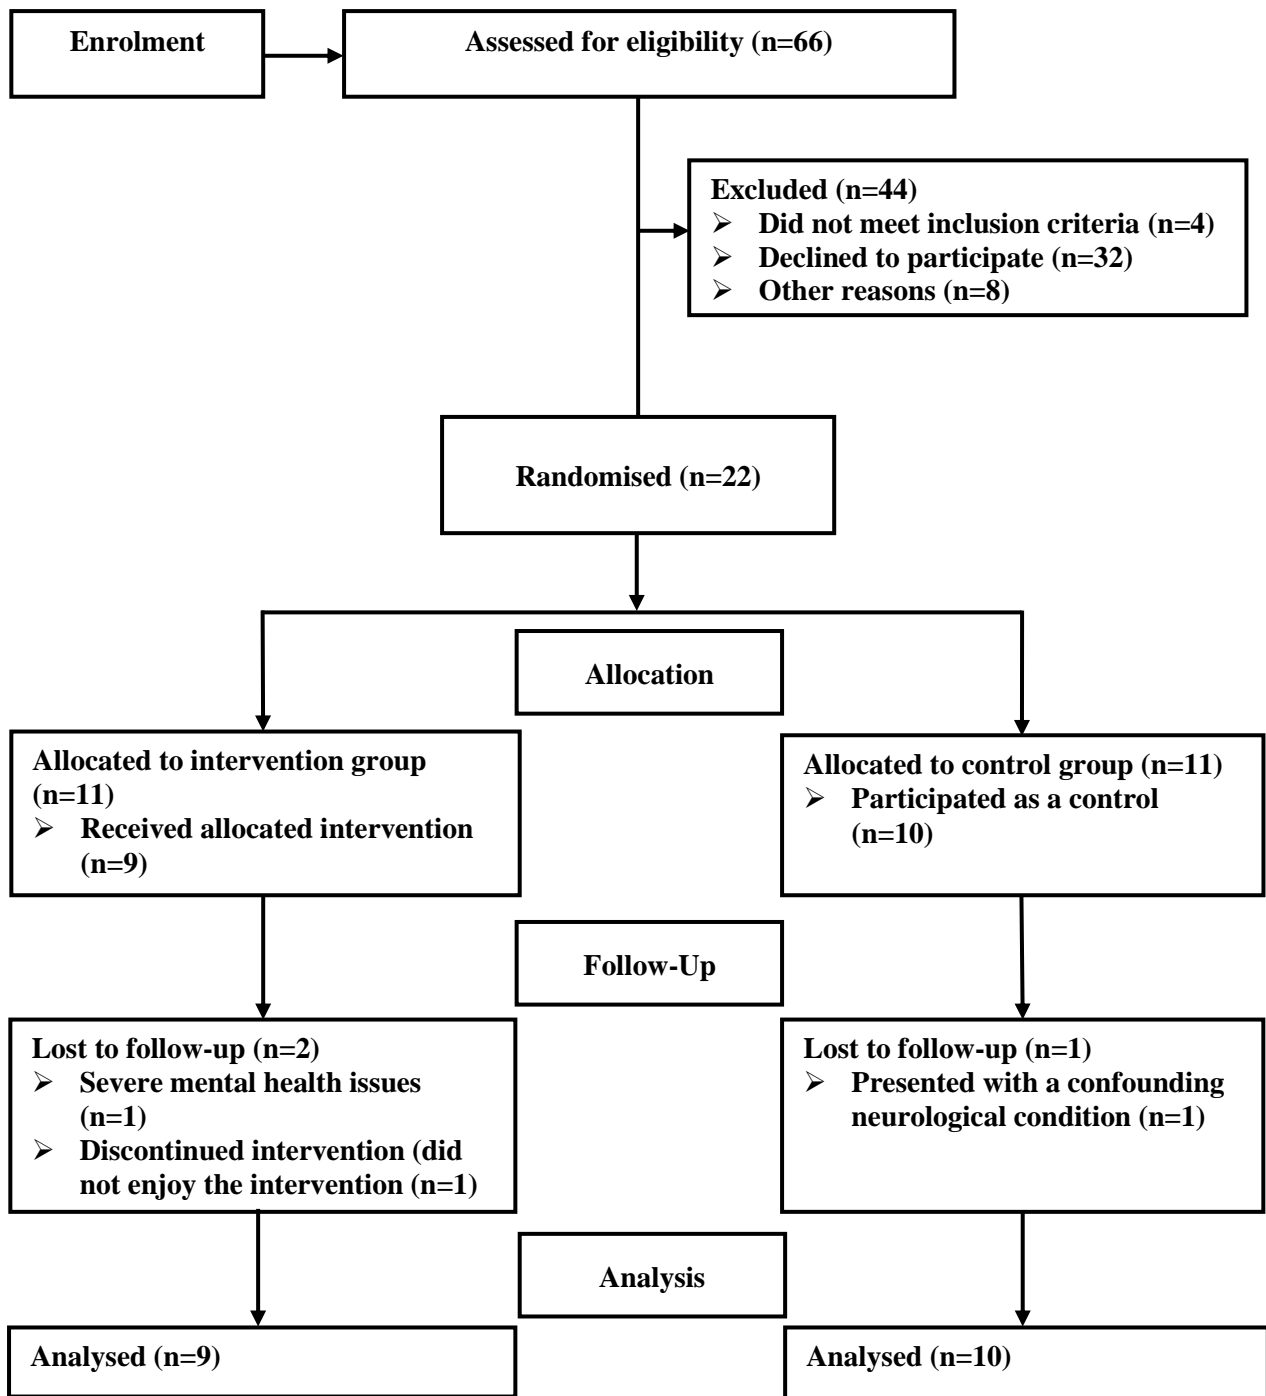 Enrolment
Assessed for eligibility (n=66)
Excluded (n=44)
➢ Did not meet inclusion criteria (n=4)
➢ Declined to participate (n=32)
➢ Other reasons (n=8)
Randomised (n=22)
Allocation
Allocated to intervention group
(n=11)
➢ Received allocated intervention
(n=9)
Allocated to control group (n=11)
➢ Participated as a control
(n=10)
Follow-Up
Lost to follow-up (n=2)
➢ Severe mental health issues
(n=1)
➢ Discontinued intervention (did
not enjoy the intervention (n=1)
Lost to follow-up (n=1)
➢ Presented with a confounding
neurological condition (n=1)
Analysis
Analysed (n=9)
Analysed (n=10)